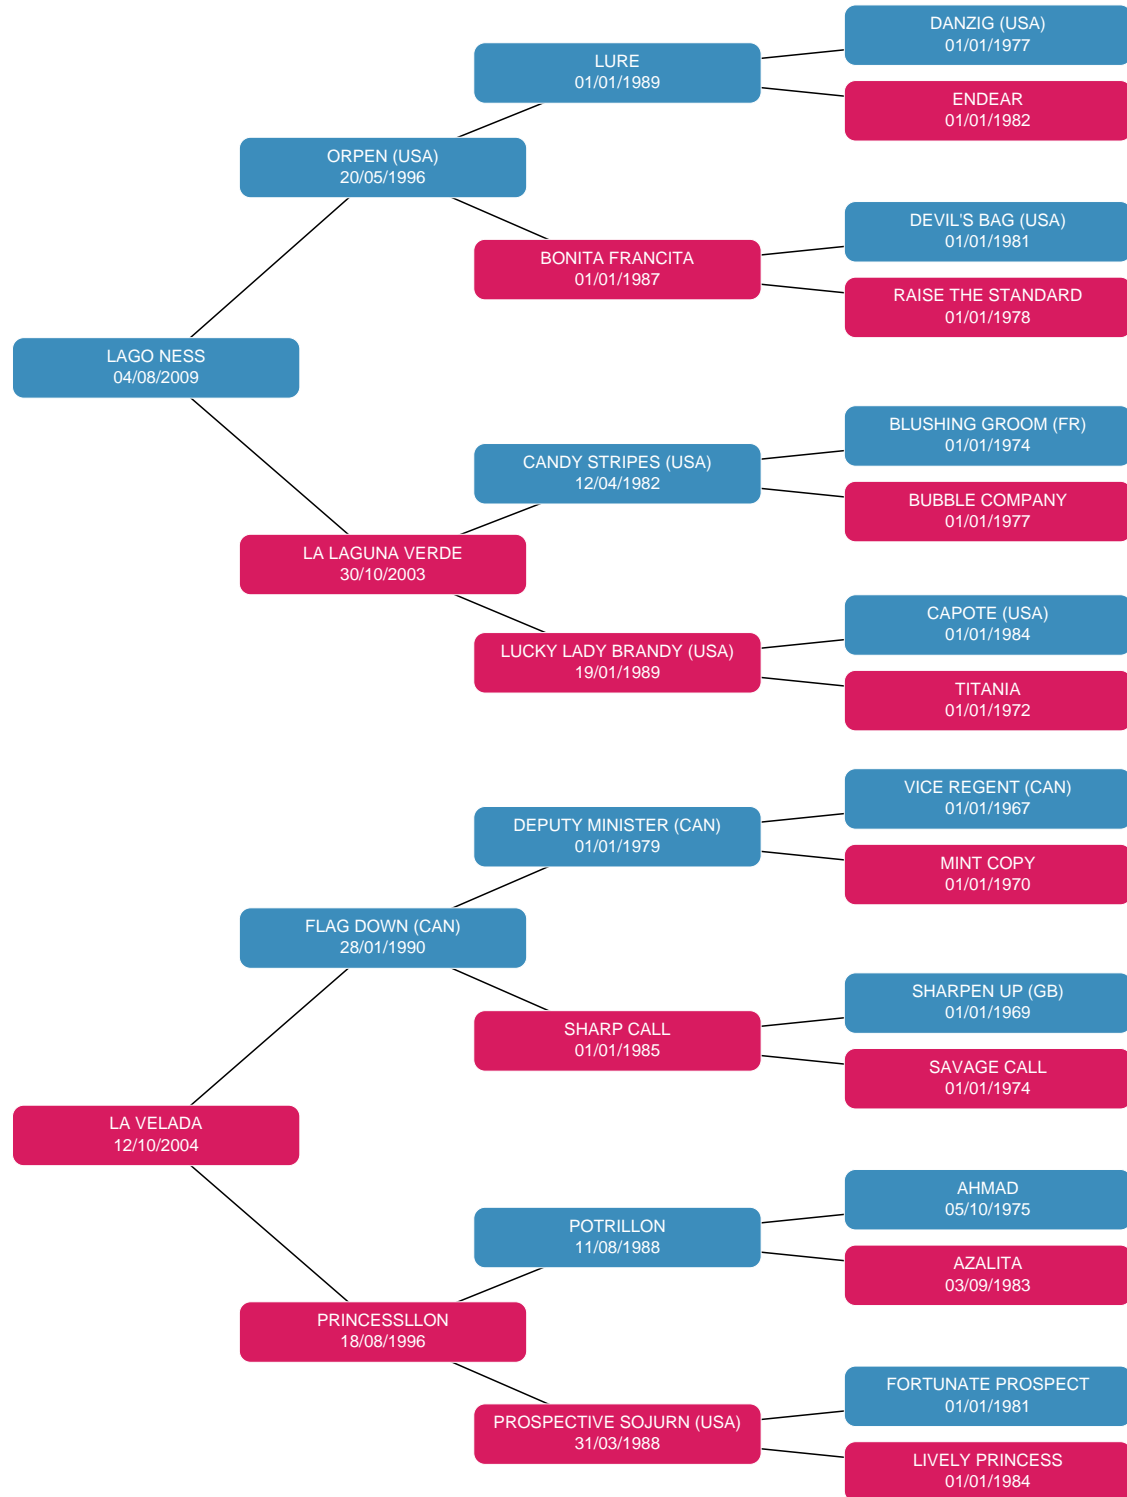 DANZIG (USA)
01/01/1977
LURE
01/01/1989
ENDEAR
01/01/1982
ORPEN (USA)
20/05/1996
DEVIL'S BAG (USA)
01/01/1981
BONITA FRANCITA
01/01/1987
RAISE THE STANDARD
01/01/1978
LAGO NESS
04/08/2009
BLUSHING GROOM (FR)
01/01/1974
CANDY STRIPES (USA)
12/04/1982
BUBBLE COMPANY
01/01/1977
LA LAGUNA VERDE
30/10/2003
CAPOTE (USA)
01/01/1984
LUCKY LADY BRANDY (USA)
19/01/1989
TITANIA
01/01/1972
VICE REGENT (CAN)
01/01/1967
DEPUTY MINISTER (CAN)
01/01/1979
MINT COPY
01/01/1970
FLAG DOWN (CAN)
28/01/1990
SHARPEN UP (GB)
01/01/1969
SHARP CALL
01/01/1985
SAVAGE CALL
01/01/1974
LA VELADA
12/10/2004
AHMAD
05/10/1975
POTRILLON
11/08/1988
AZALITA
03/09/1983
PRINCESSLLON
18/08/1996
FORTUNATE PROSPECT
01/01/1981
PROSPECTIVE SOJURN (USA)
31/03/1988
LIVELY PRINCESS
01/01/1984